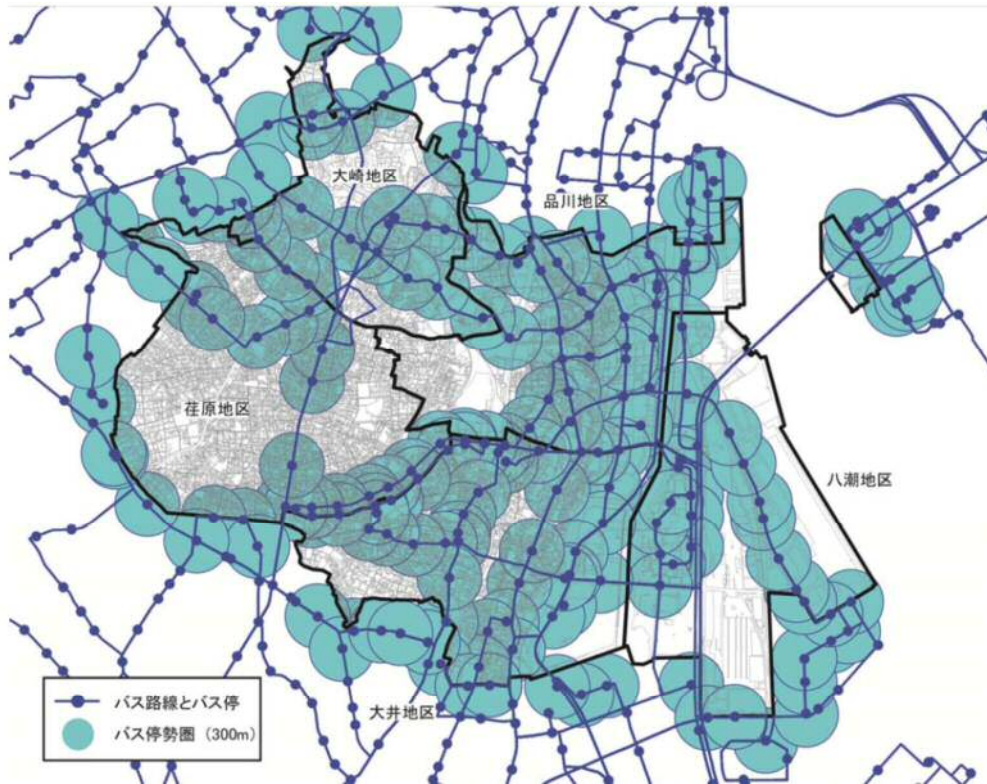 大崎地区
品川地区
荏原地区
八潮地区
大井地区
バス路線とバス停
バス停勢圏（300m）